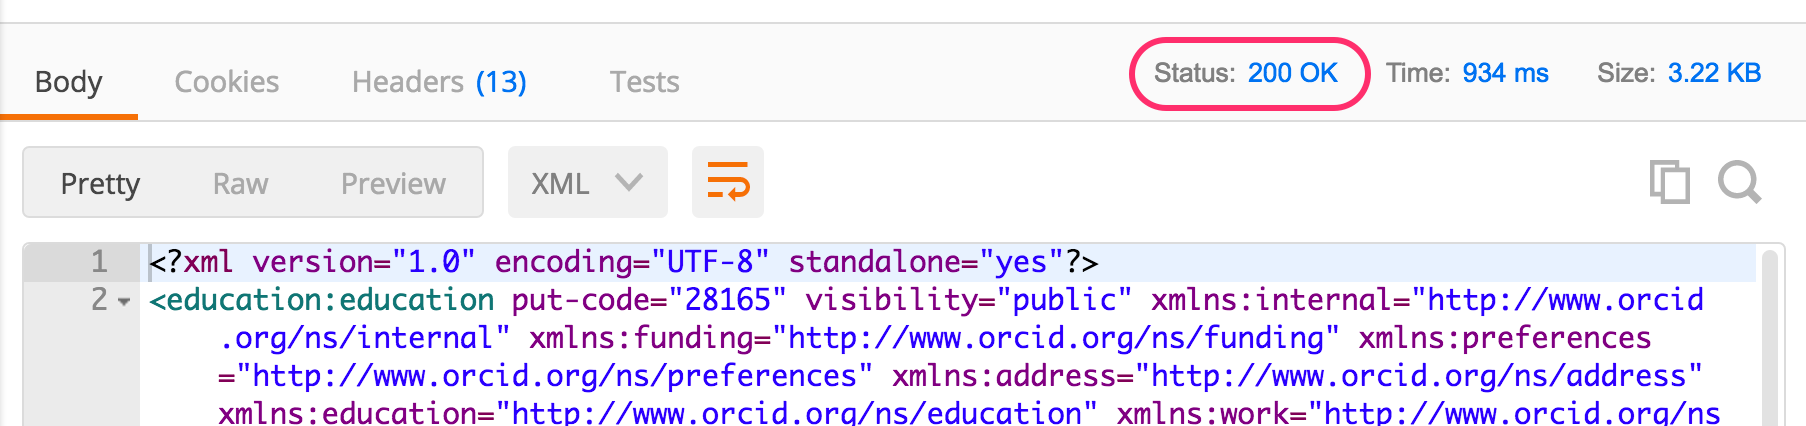 Body Cookies Headers (13) Tests Status: 200 OK Time: 934 ms Size: 3.22 KB
Pretty Raw Preview XML
1 <?xml version="1.0" encoding="UTF-8" standalone="yes"?>
2 <education:education put-code="28165" visibility="public" xmlns:internal="http://www.orcid
.org/ns/internal" xmlns:funding="http://www.orcid.org/ns/funding" xmlns:preferences
="http://www.orcid.org/ns/preferences" xmlns:address="http://www.orcid.org/ns/address"
xmlns:education="http://www.orcid.org/ns/education" xmlns:work="http://www.orcid.org/ns